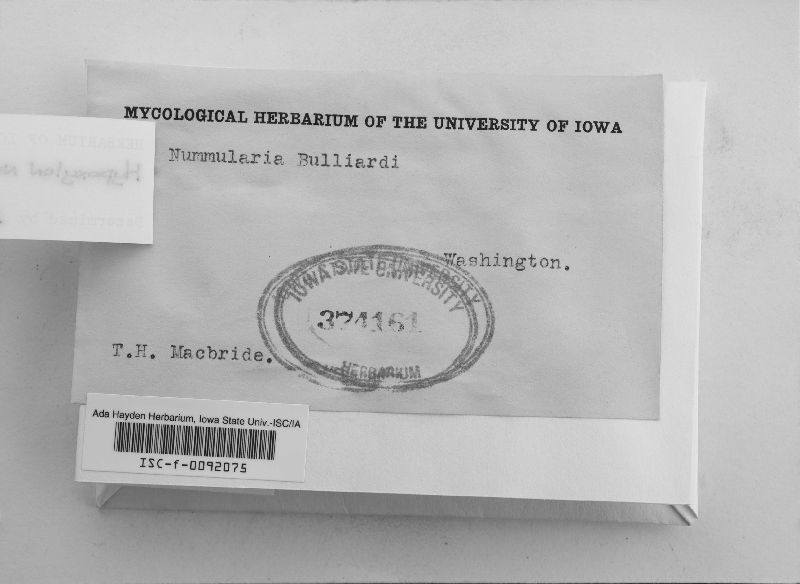 MYCOLOGICAL HERBARIUM OF THE UNIVERSITY OF IOWA
Nummularia Bulliardi
Washington.
IOWA STATE UNIVERSITY
374161
HERBARIUM
T.H. Macbride.
Ada Hayden Herbarium, Iowa State Univ.-ISC/IA
ISC-f-0092075